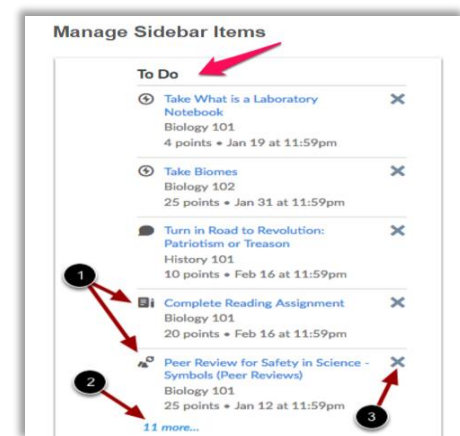 Manage Sidebar Items
To Do
Take What is a Laboratory
Notebook
Biology 101
4 points • Jan 19 at 11:59pm
Take Biomes
Biology 102
25 points • Jan 31 at 11:59pm
Turn in Road to Revolution:
Patriotism or Treason
History 101
10 points • Feb 16 at 11:59pm
1
Complete Reading Assignment
Biology 101
20 points • Feb 16 at 11:59pm
Peer Review for Safety in Science -
Symbols (Peer Reviews)
2
Biology 101
25 points • Jan 12 at 11:59pm
3
11 more...